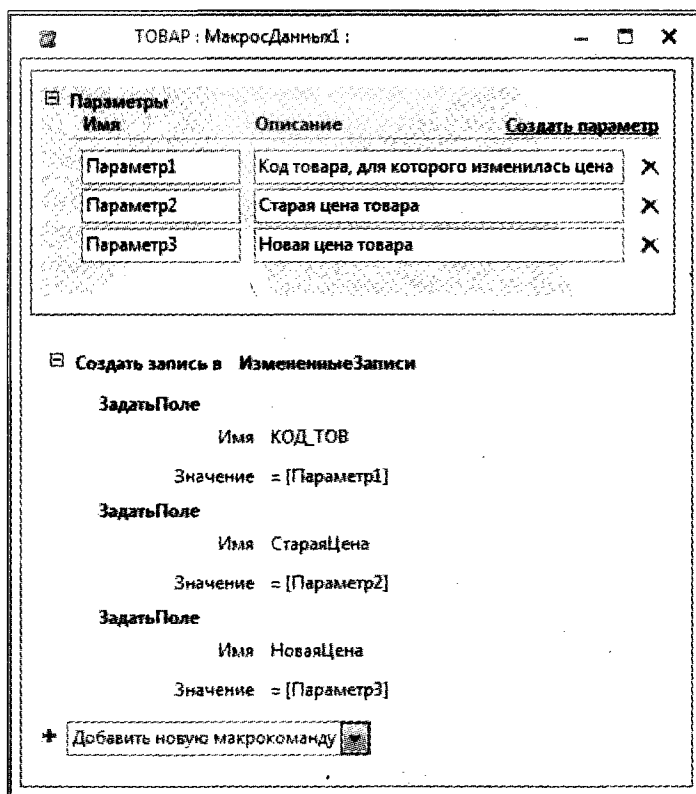 ТОВАР : МакросДанных1 :
Параметры
Имя Описание Создать параметр
Параметр1 Код товара, для которого изменилась цена
Параметр2 Старая цена товара
Параметр3 Новая цена товара
Создать запись в ИзмененныеЗаписи
ЗадатьПоле
Имя КОД_ТОВ
Значение = [Параметр1]
ЗадатьПоле
Имя СтараяЦена
Значение = [Параметр2]
ЗадатьПоле
Имя НоваяЦена
Значение = [Параметр3]
Добавить новую макрокоманду